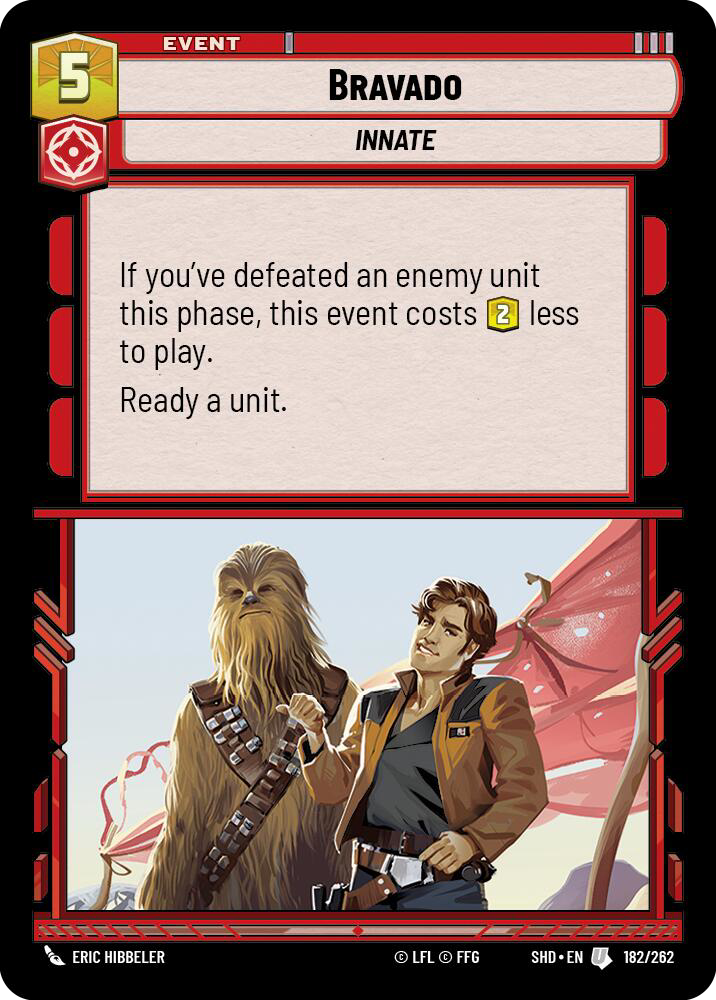 EVENT
5
Bravado
INNATE
If you've defeated an enemy unit
this phase, this event costs 2 less
to play.
Ready a unit.
ERIC HIBBELER
© LFL © FFG
SHD • EN U 182/262